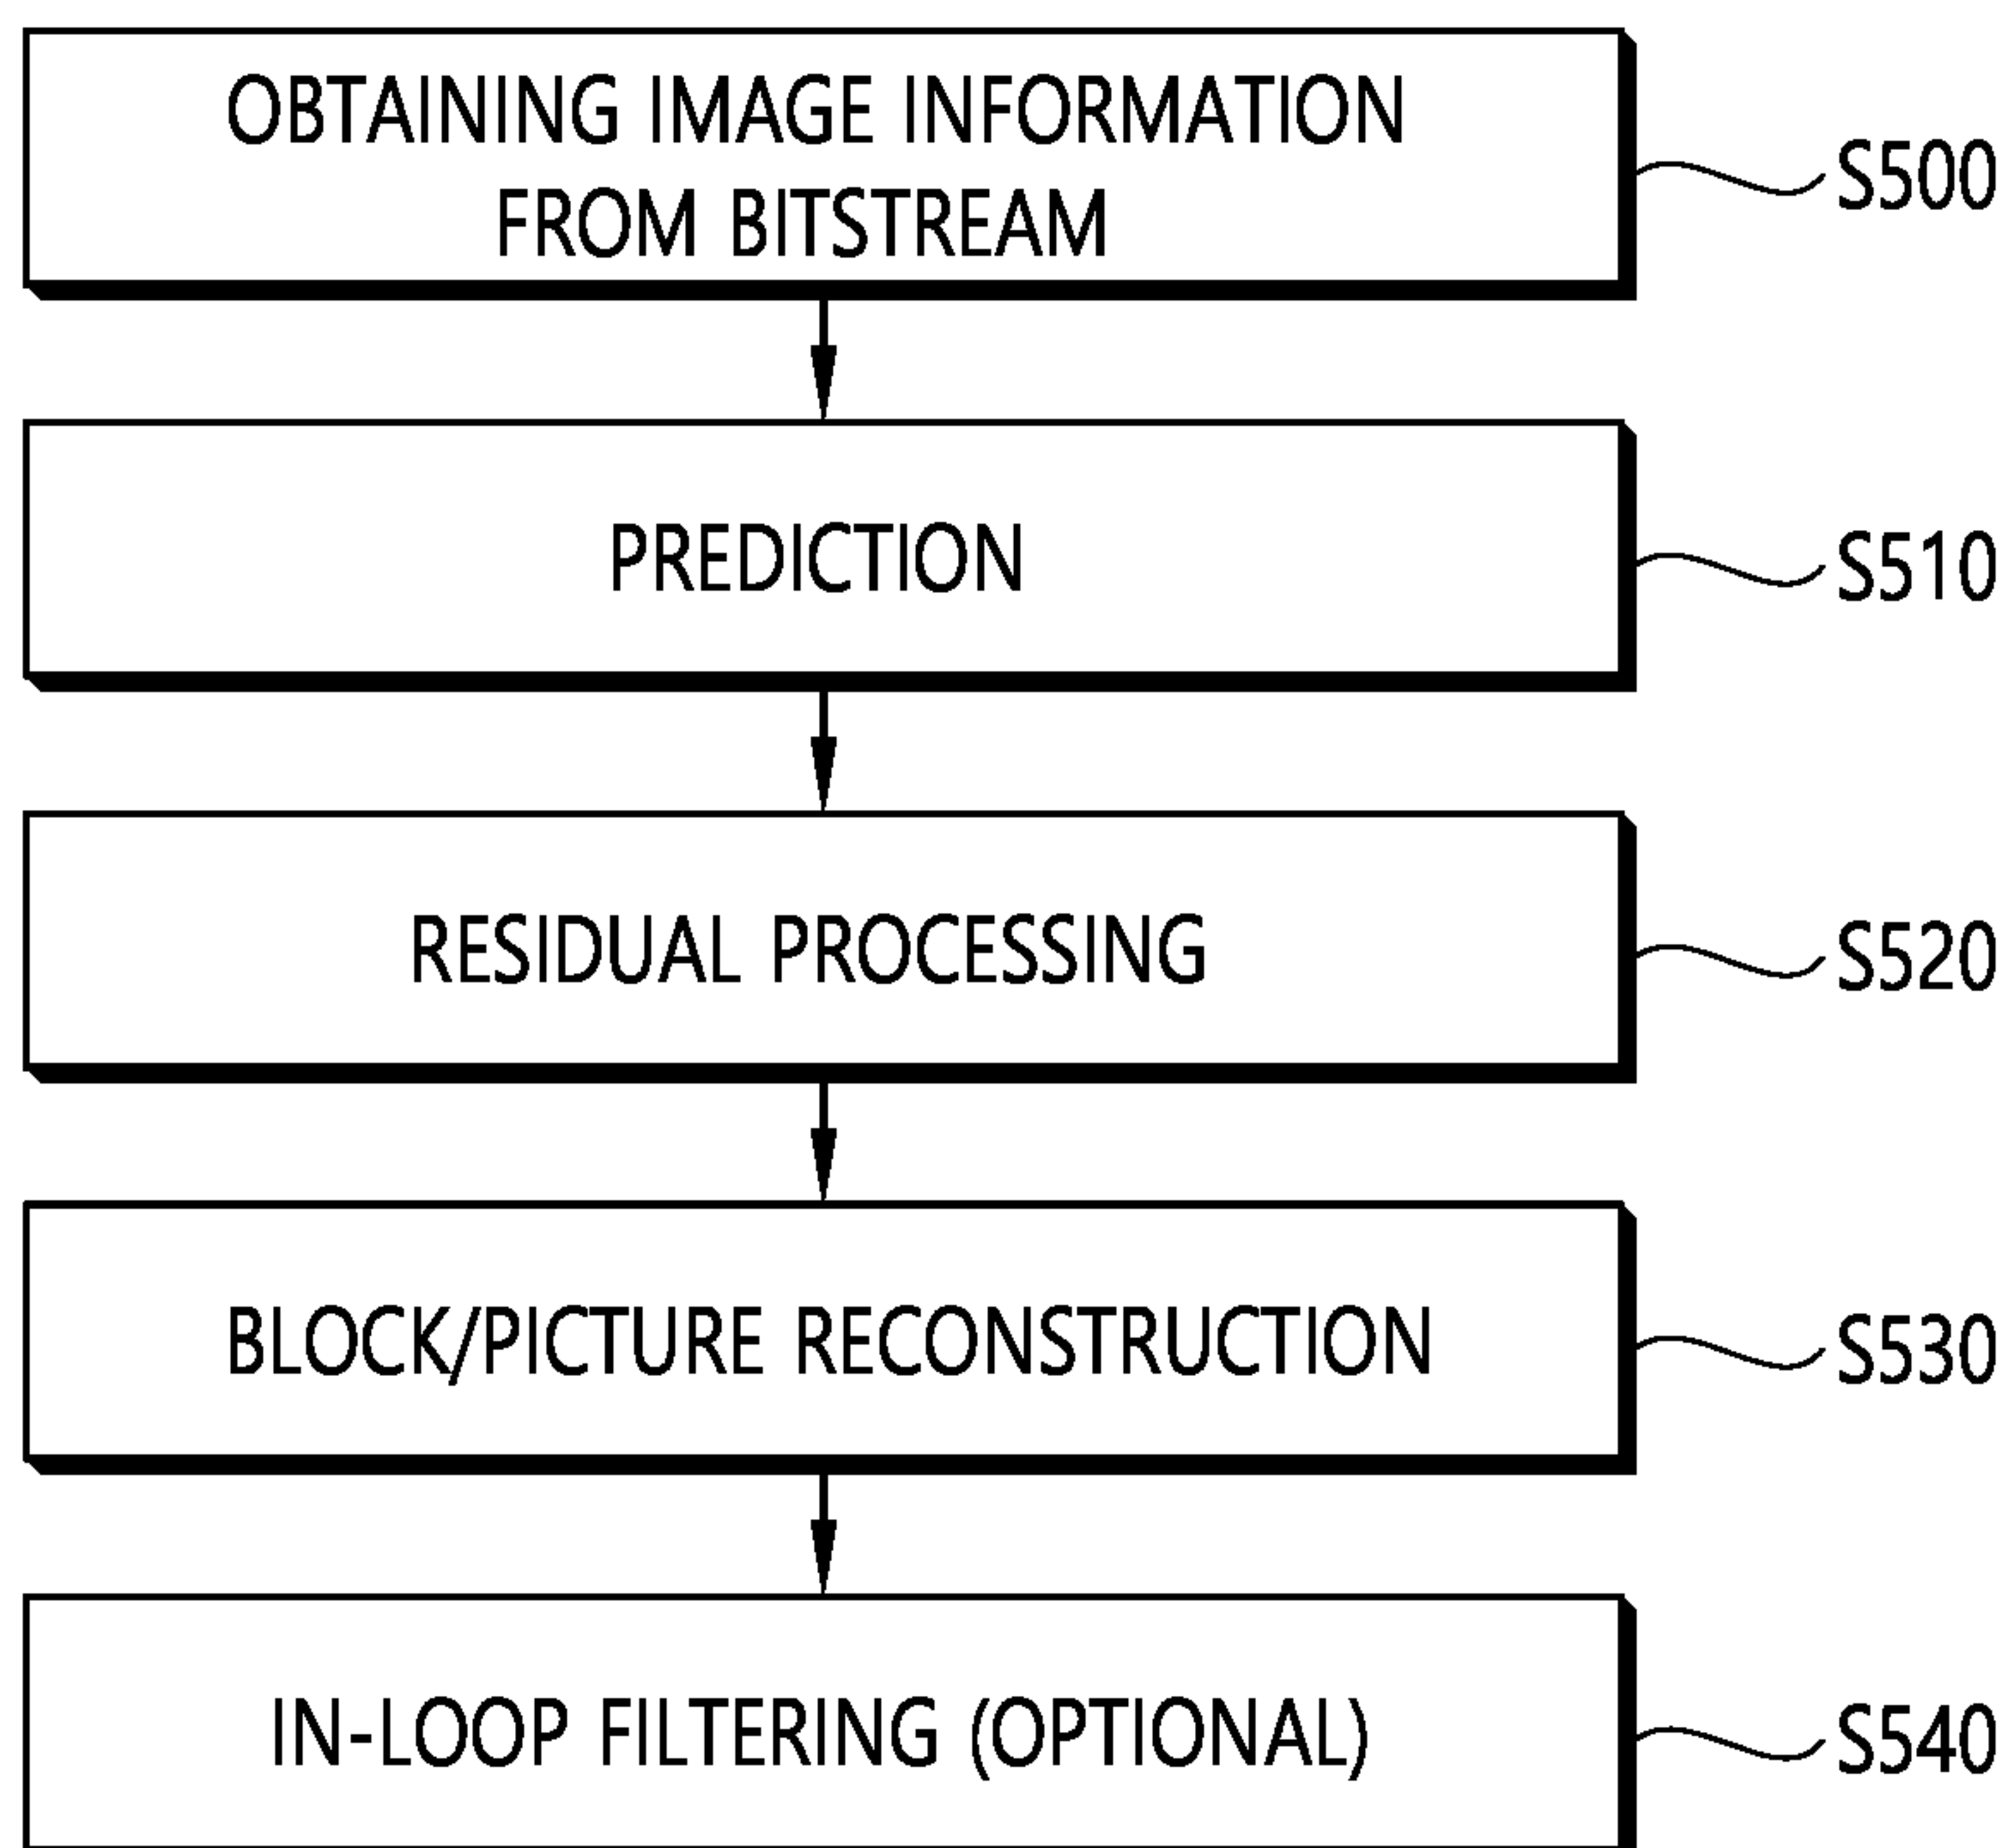 OBTAINING IMAGE INFORMATION
FROM BITSTREAM
S500
PREDICTION
S510
RESIDUAL PROCESSING
S520
BLOCK/PICTURE RECONSTRUCTION
S530
IN-LOOP FILTERING (OPTIONAL)
S540